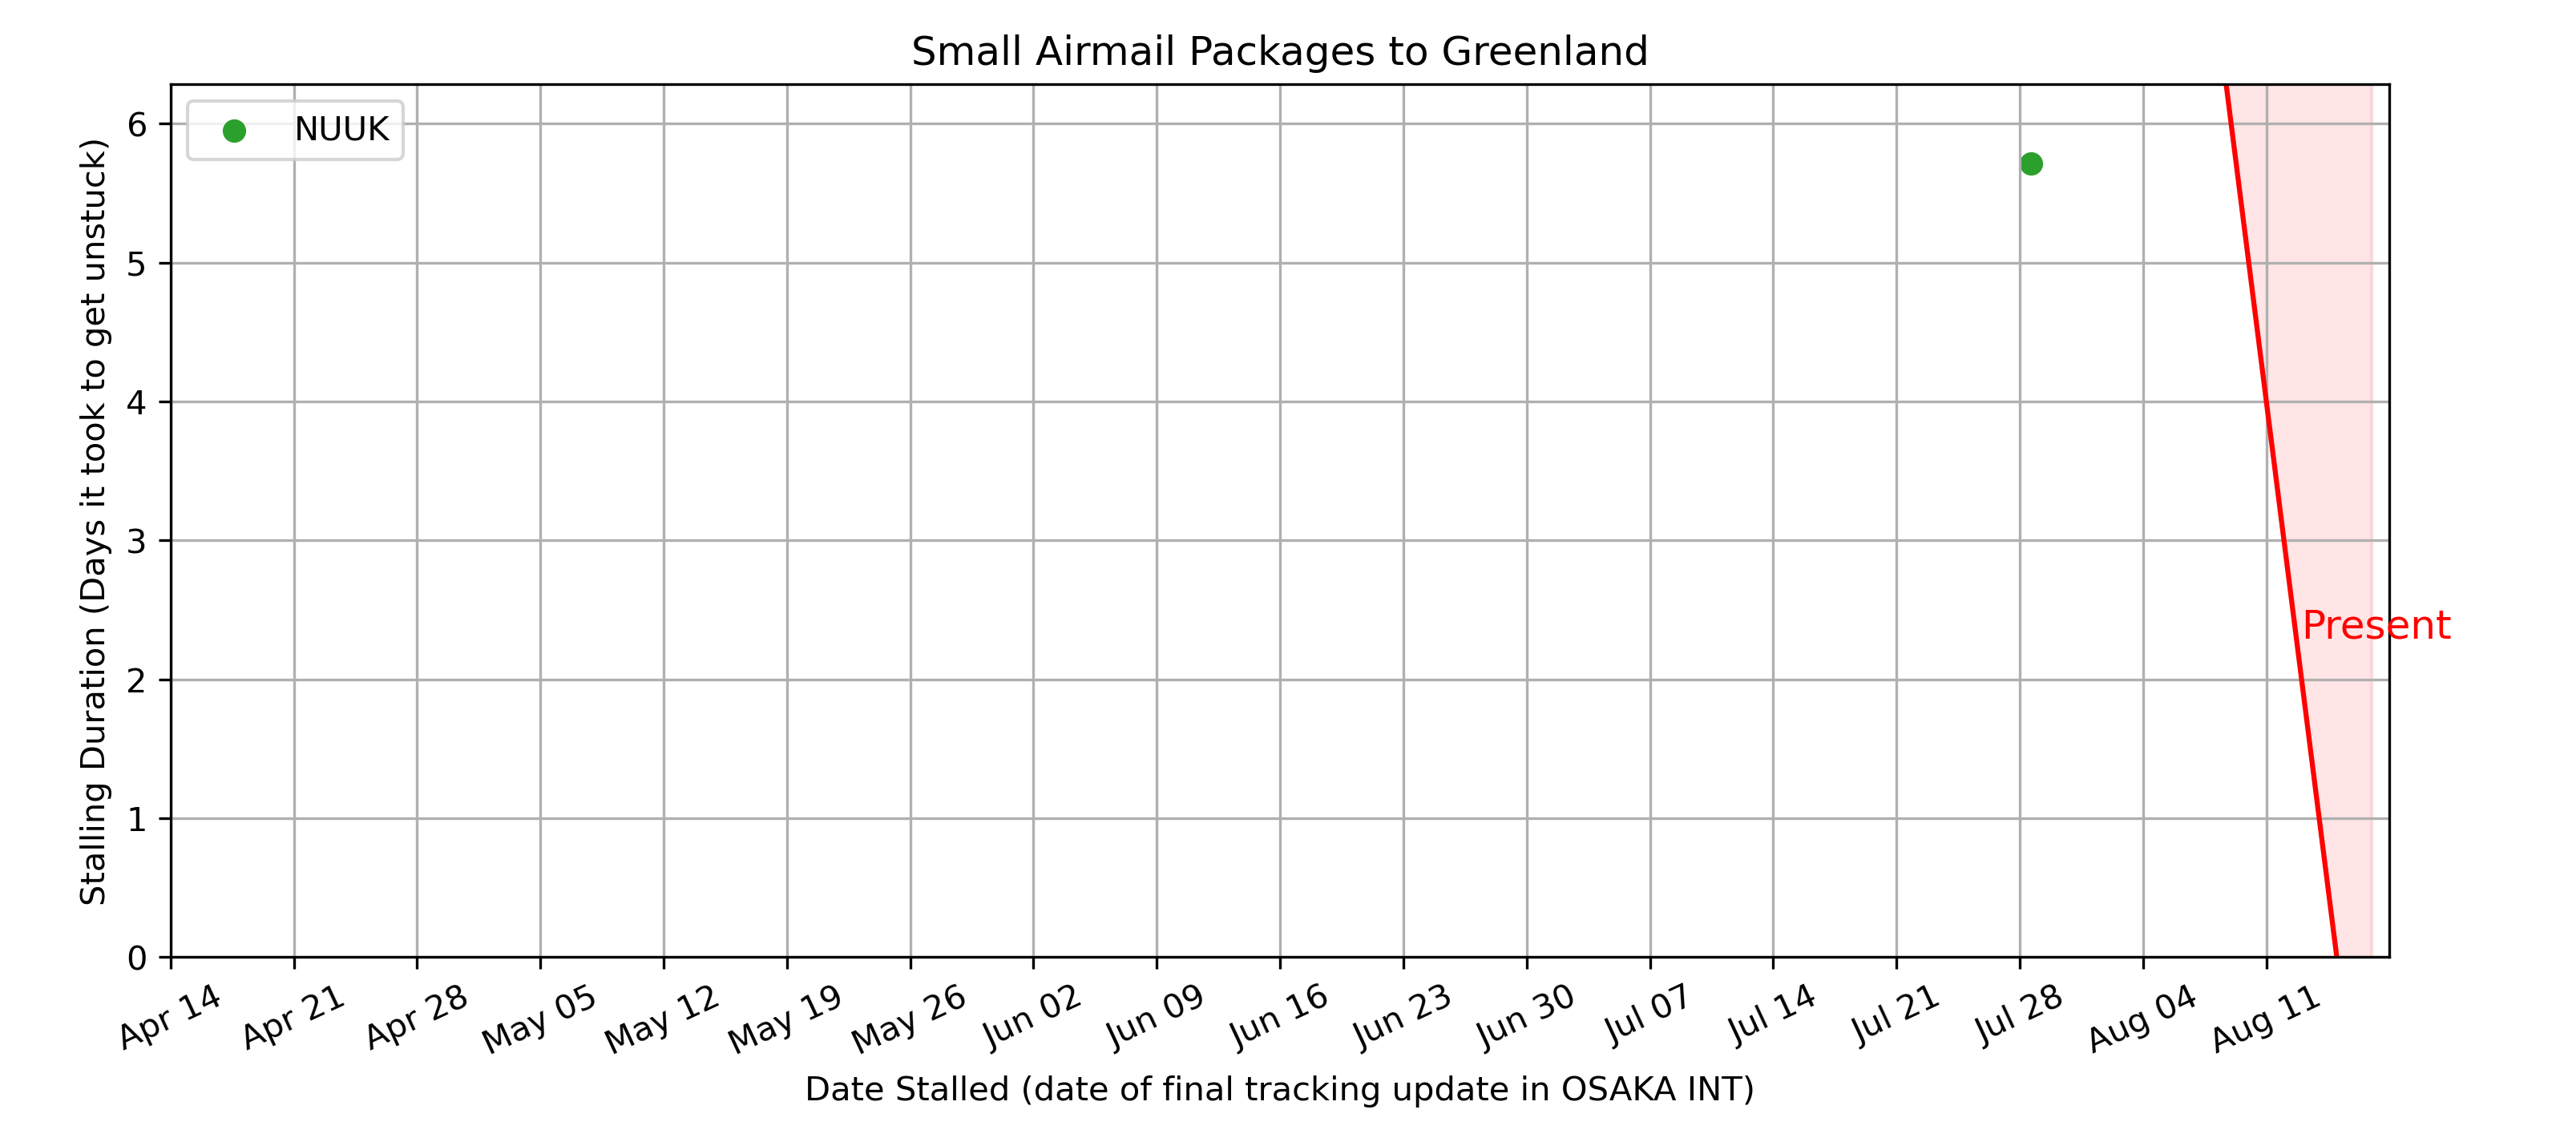 Small Airmail Packages to Greenland
NUUK
Stalling Duration (Days it took to get unstuck)
6
5
4
3
2
1
0
Present
Apr 14
Apr 21
Apr 28
May 05
May 12
May 19
May 26
Jun 02
Jun 09
Jun 16
Jun 23
Jun 30
Jul 07
Jul 14
Jul 21
Jul 28
Aug 04
Aug 11
Date Stalled (date of final tracking update in OSAKA INT)